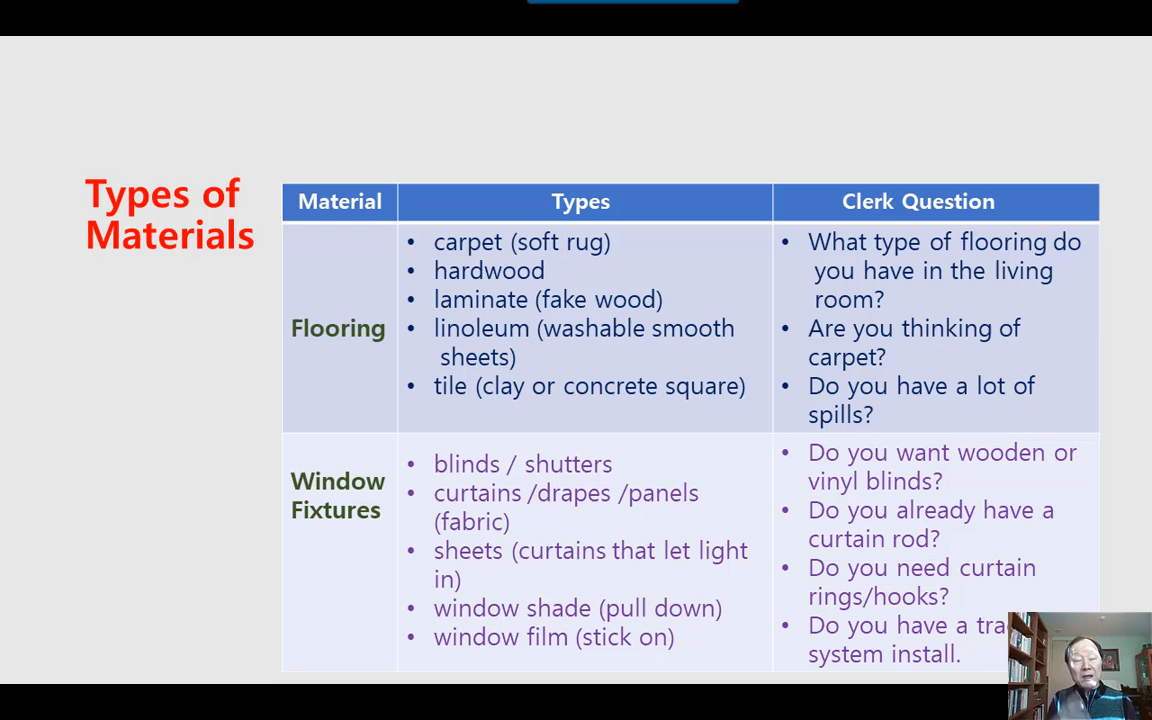 Types of
Materials
Material
Types
Clerk Question
Flooring
• carpet (soft rug)
• hardwood
• laminate (fake wood)
• linoleum (washable smooth
sheets)
• tile (clay or concrete square)
• What type of flooring do
you have in the living
room?
• Are you thinking of
carpet?
• Do you have a lot of
spills?
Window
Fixtures
• blinds / shutters
• curtains /drapes /panels
(fabric)
• sheets (curtains that let light
in)
• window shade (pull down)
• window film (stick on)
• Do you want wooden or
vinyl blinds?
• Do you already have a
curtain rod?
• Do you need curtain
rings/hooks?
• Do you have a
system install.